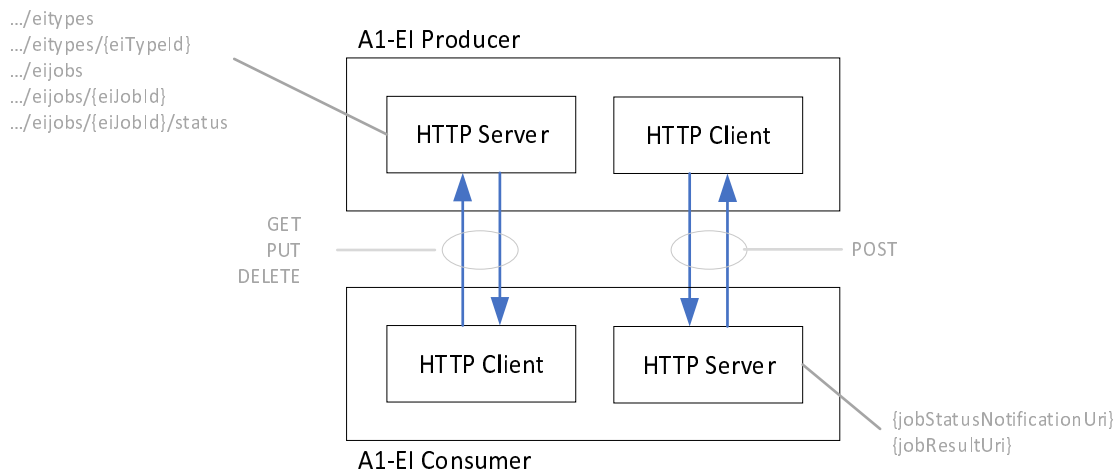 .../eitypes
.../eitypes/{eiTypeId}
.../eijobs
.../eijobs/{eiJobId}
.../eijobs/{eiJobId}/status
A1-EI Producer
HTTP Server
HTTP Client
GET
PUT
DELETE
POST
HTTP Client
HTTP Server
{jobStatusNotificationUri}
{jobResultUri}
A1-EI Consumer